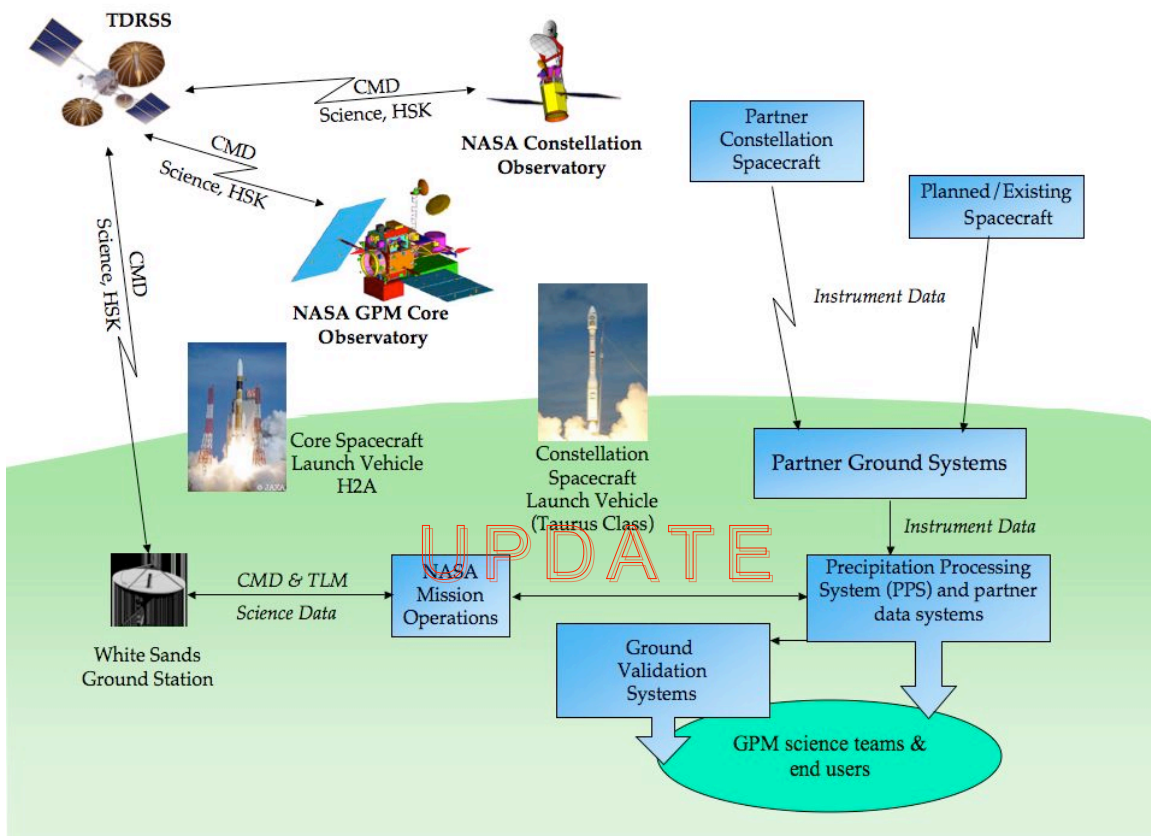 TDRSS
CMD
Science, HSK
NASA Constellation
Observatory
CMD
Science, HSK
CMD
Science, HSK
NASA GPM Core
Observatory
Partner
Constellation
Spacecraft
Planned/Existing
Spacecraft
Instrument Data
Core Spacecraft
Launch Vehicle
H2A
© JAXA
Constellation
Spacecraft
Launch Vehicle
(Taurus Class)
Partner Ground Systems
Instrument Data
UPDATE
White Sands
Ground Station
CMD & TLM
Science Data
NASA
Mission
Operations
Precipitation Processing
System (PPS) and partner
data systems
Ground
Validation
Systems
GPM science teams &
end users